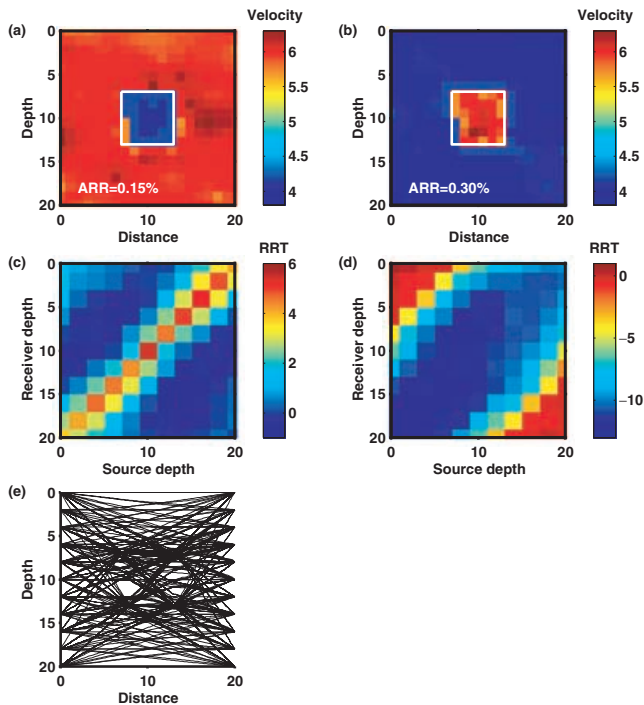 (a)
Velocity
0
5
10
15
20
Depth
ARR=0.15%
0
10
20
Distance
6
5.5
5
4.5
4
(b)
Velocity
0
5
10
15
20
Depth
ARR=0.30%
0
10
20
Distance
6
5.5
5
4.5
4
(c)
RRT
0
5
10
15
20
Receiver depth
0
10
20
Source depth
6
4
2
0
(d)
RRT
0
5
10
15
20
Receiver depth
0
10
20
Source depth
0
−5
−10
(e)
0
5
10
15
20
Depth
0
10
20
Distance